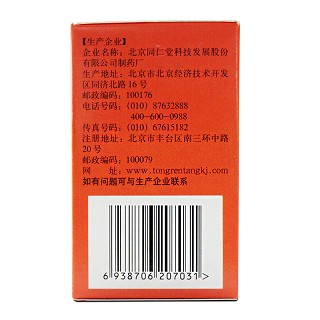 【生产企业】
企业名称：北京同仁堂科技发展股份
有限公司制药厂
生产地址：北京市北京经济技术开发
区同济北路16号
邮政编码：100176
电话号码：（010）87632888
400-600-0988
传真号码：（010）67615182
注册地址：北京市丰台区南三环中路
20号
邮政编码：100079
网　　址：www.tongrentangkj.com
如有问题可与生产企业联系
6 938706 207031 >